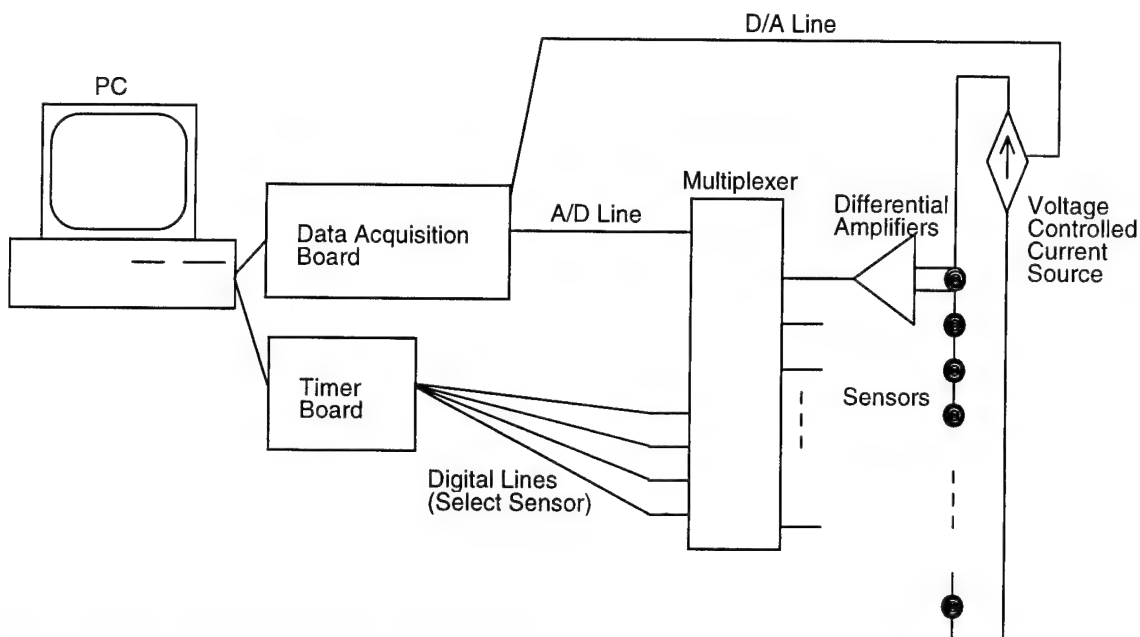 D/A Line
PC
Multiplexer
A/D Line
Data Acquisition
Board
Differential
Amplifiers
Voltage
Controlled
Current
Source
Timer
Board
Sensors
Digital Lines
(Select Sensor)